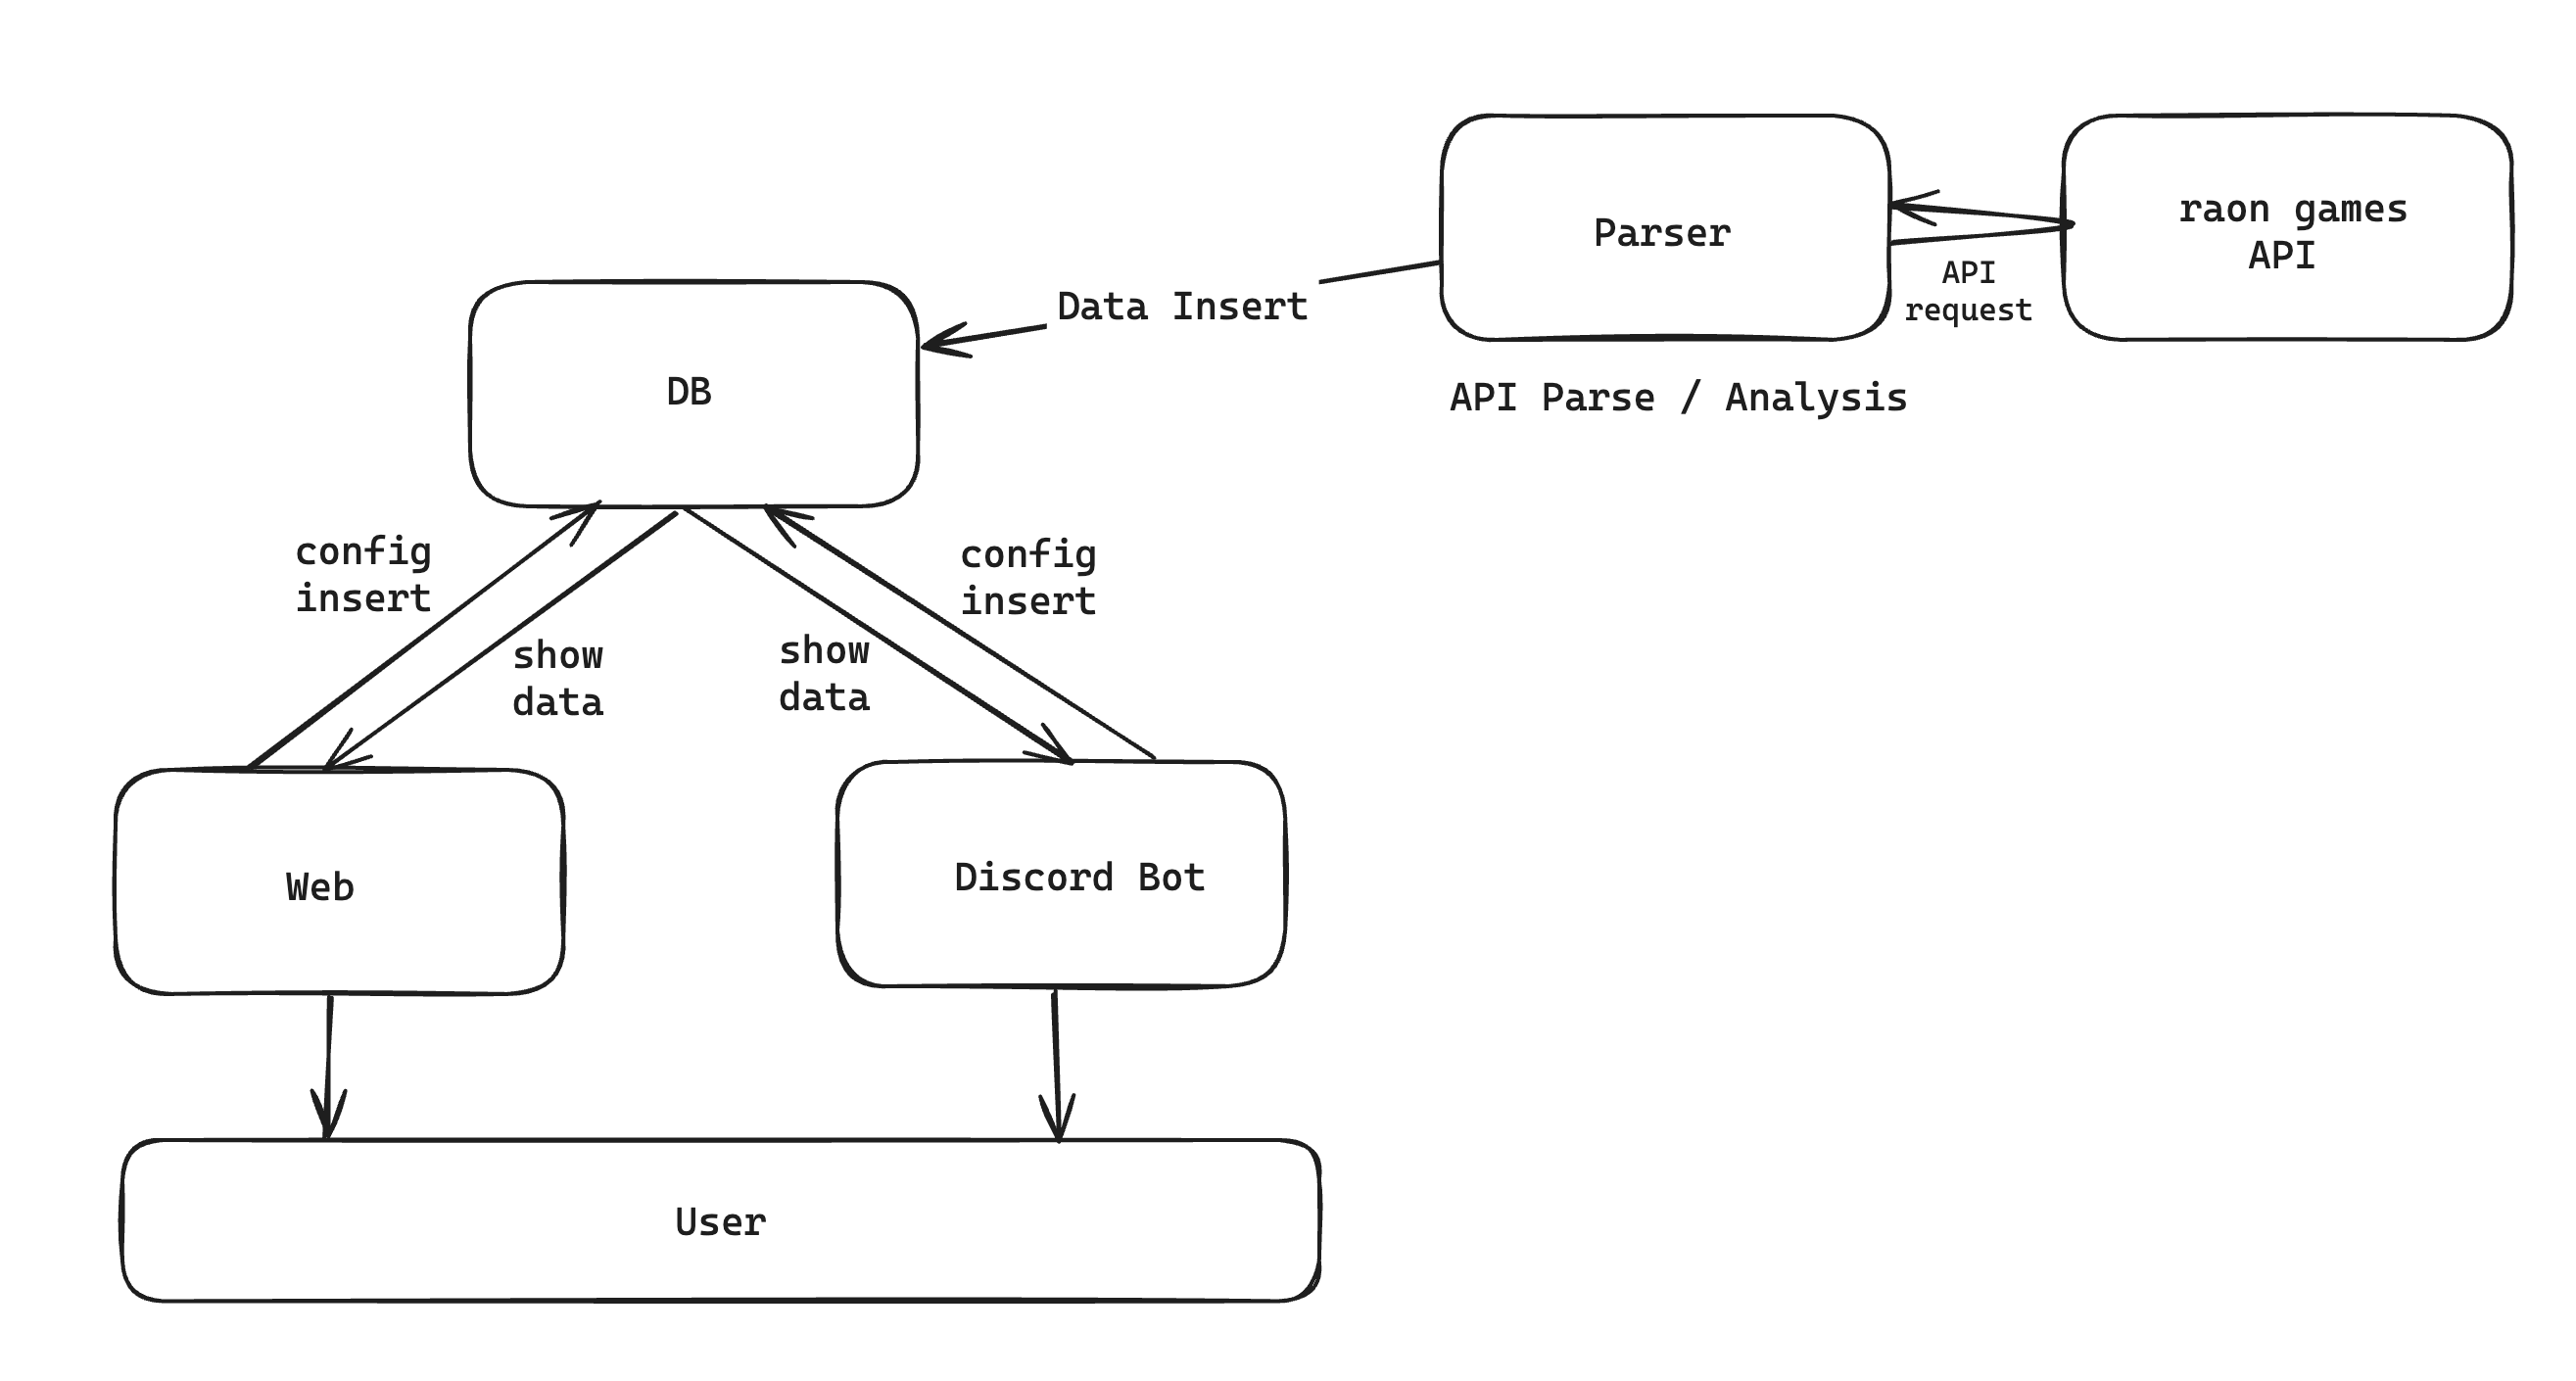 Parser
raon games
API
API
request
Data Insert
API Parse / Analysis
DB
config
insert
show
data
show
data
config
insert
Web
Discord Bot
User